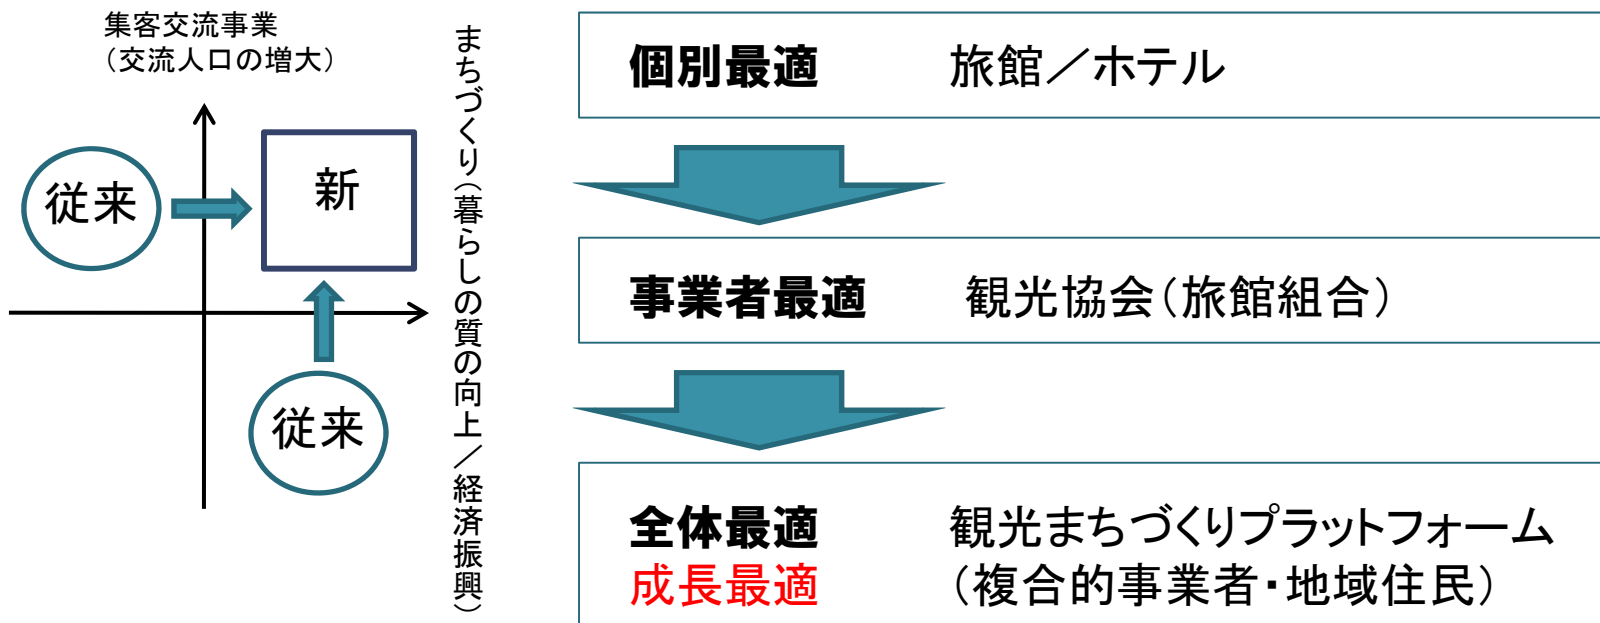 集客交流事業
（交流人口の増大）
従来
新
従来
まちづくり（暮らしの質の向上／経済振興）
個別最適　旅館／ホテル
事業者最適　観光協会（旅館組合）
全体最適　観光まちづくりプラットフォーム
成長最適　（複合的事業者・地域住民）